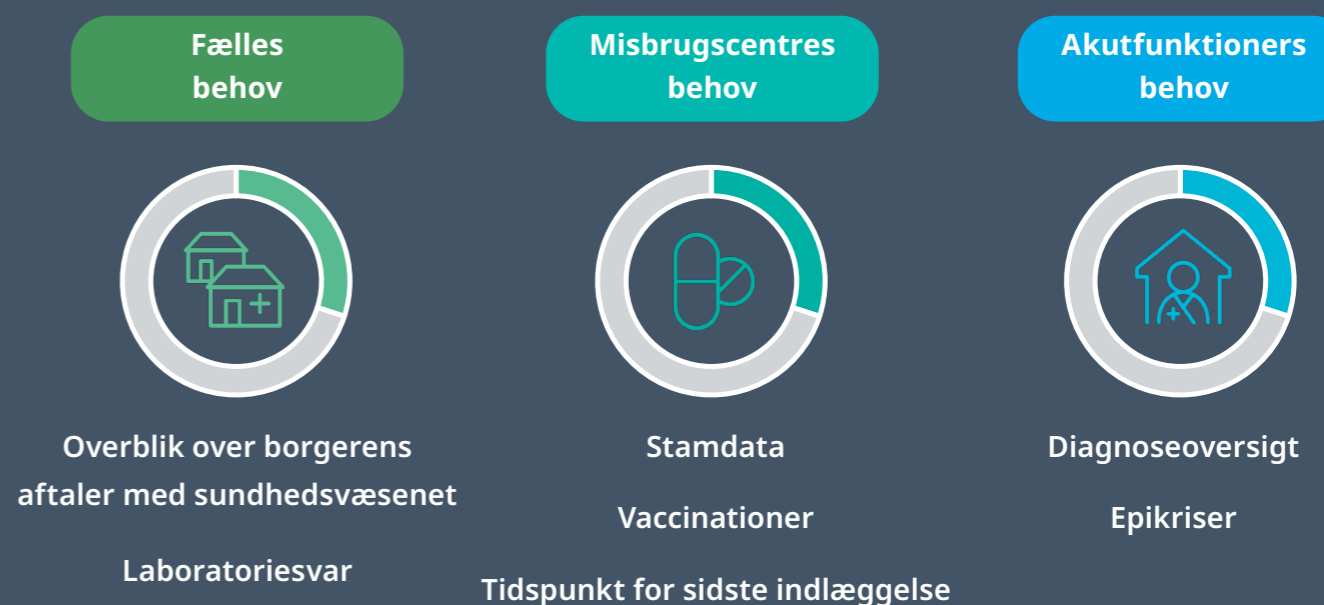 Fælles
behov
Overblik over borgerens
aftaler med sundhedsvæsenet
Laboratoriesvar
Misbrugscentres
behov
Stamdata
Vaccinationer
Tidspunkt for sidste indlæggelse
Akutfunktioners
behov
Diagnoseoversigt
Epikriser